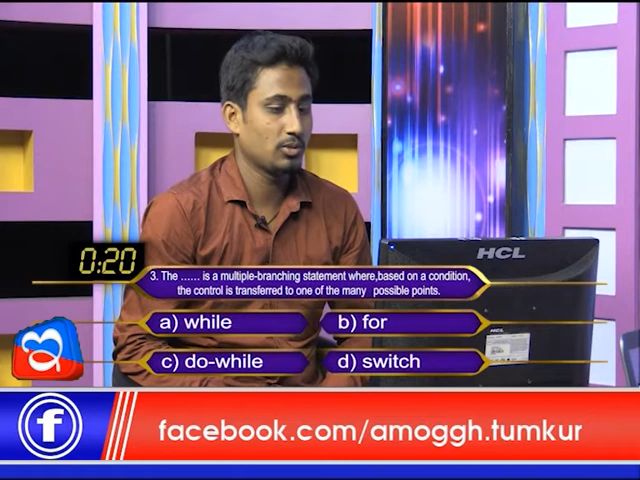 HCL
0:20
3. The ...... is a multiple-branching statement where,based on a condition,
the control is transferred to one of the many possible points.
a) while
b) for
c) do-while
d) switch
HCL
f
facebook.com/amoggh.tumkur